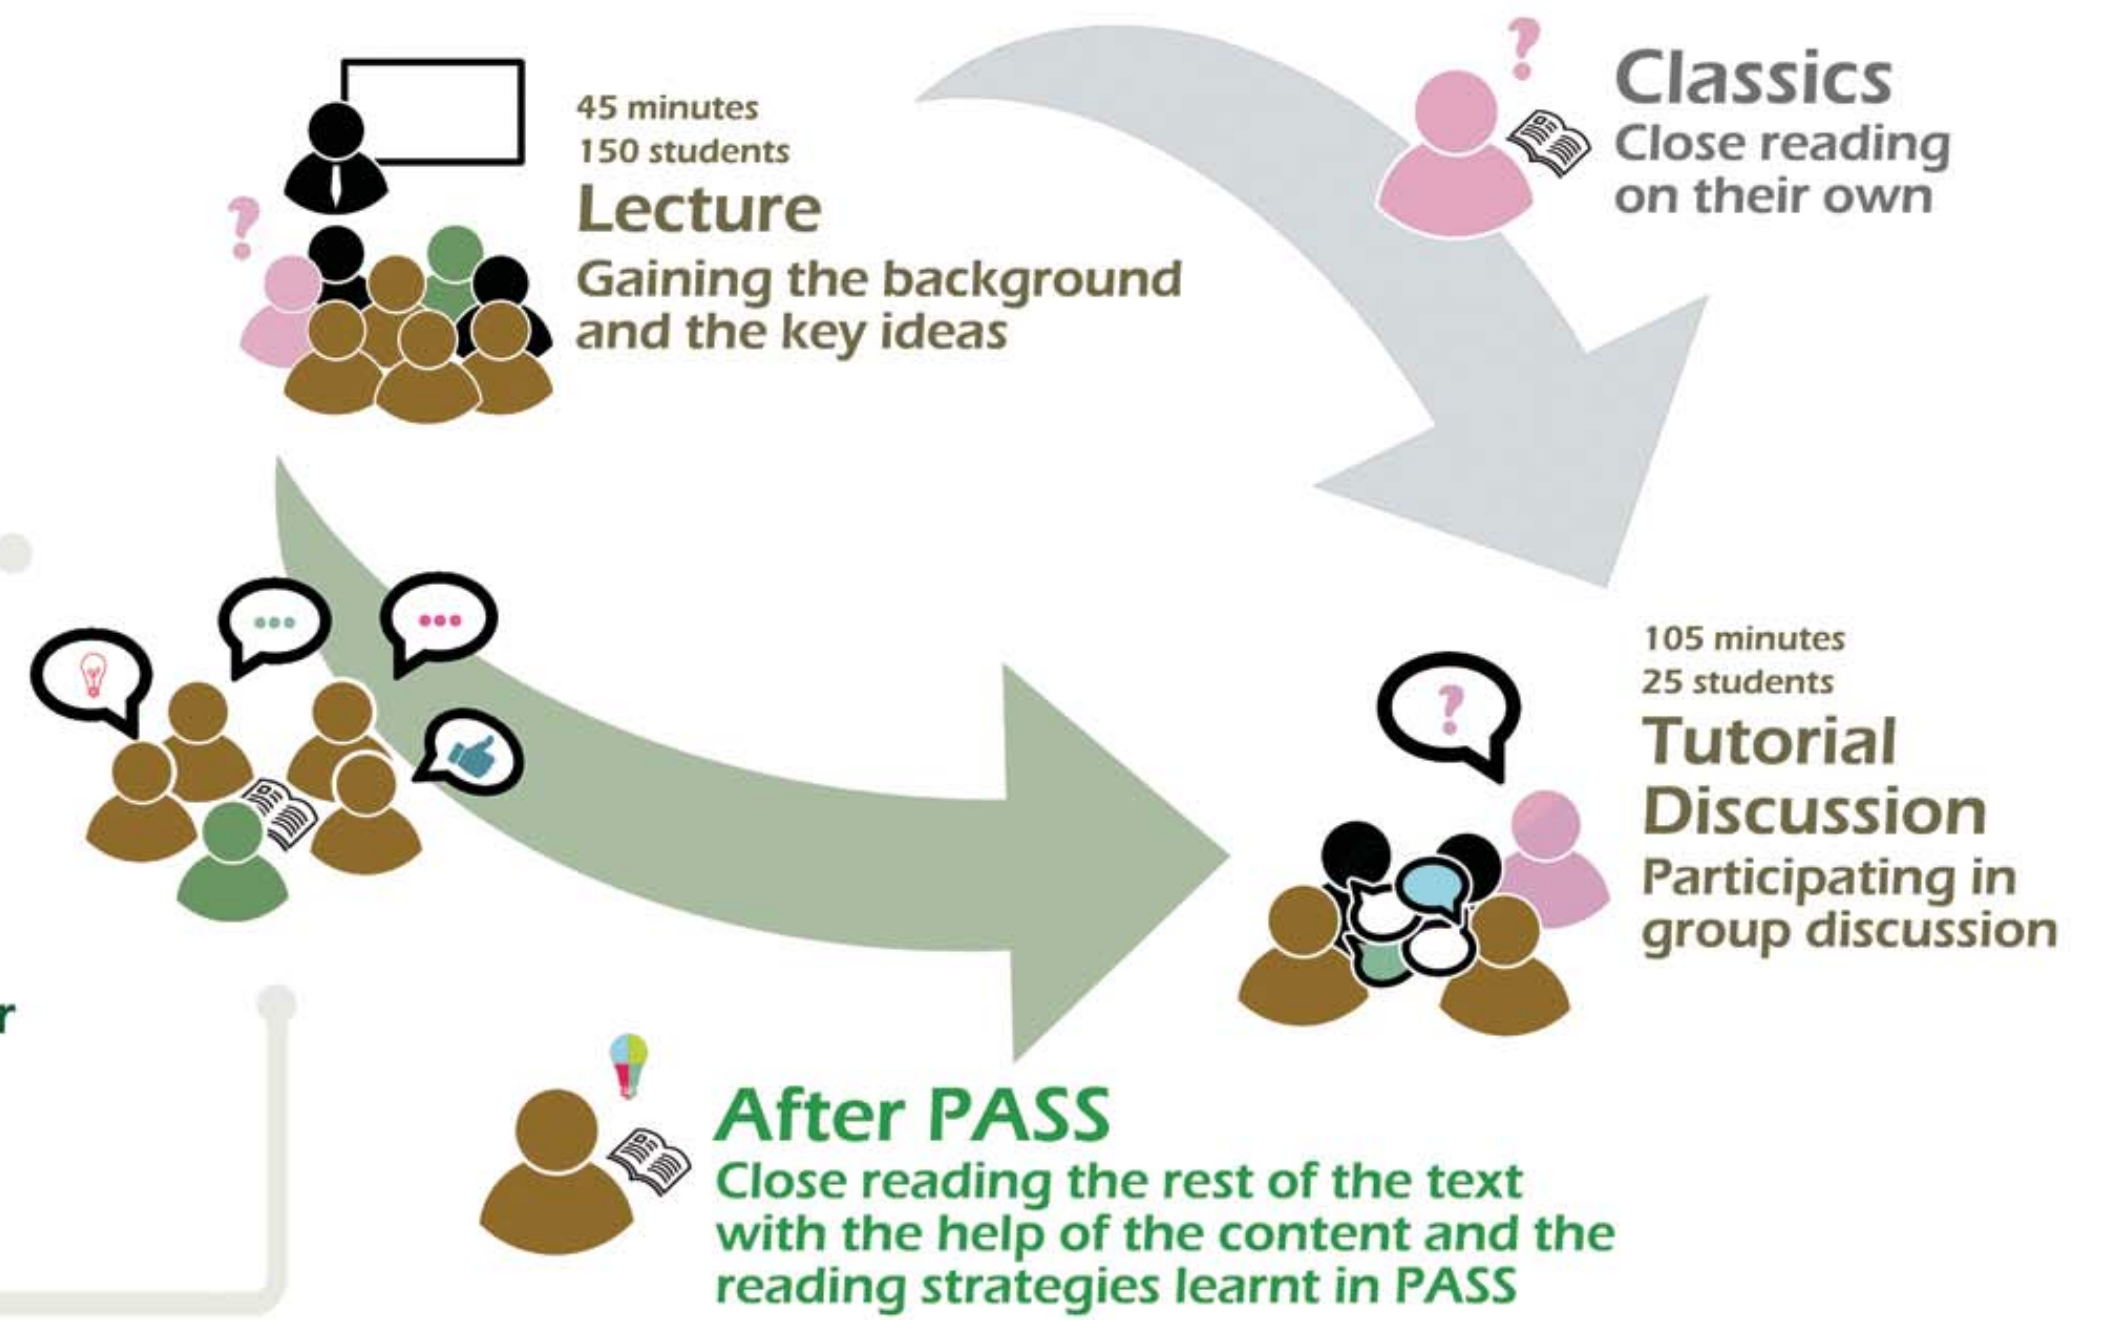 45 minutes
150 students
Lecture
Gaining the background
and the key ideas
Classics
Close reading
on their own
105 minutes
25 students
Tutorial
Discussion
Participating in
group discussion
r
After PASS
Close reading the rest of the text
with the help of the content and the
reading strategies learnt in PASS